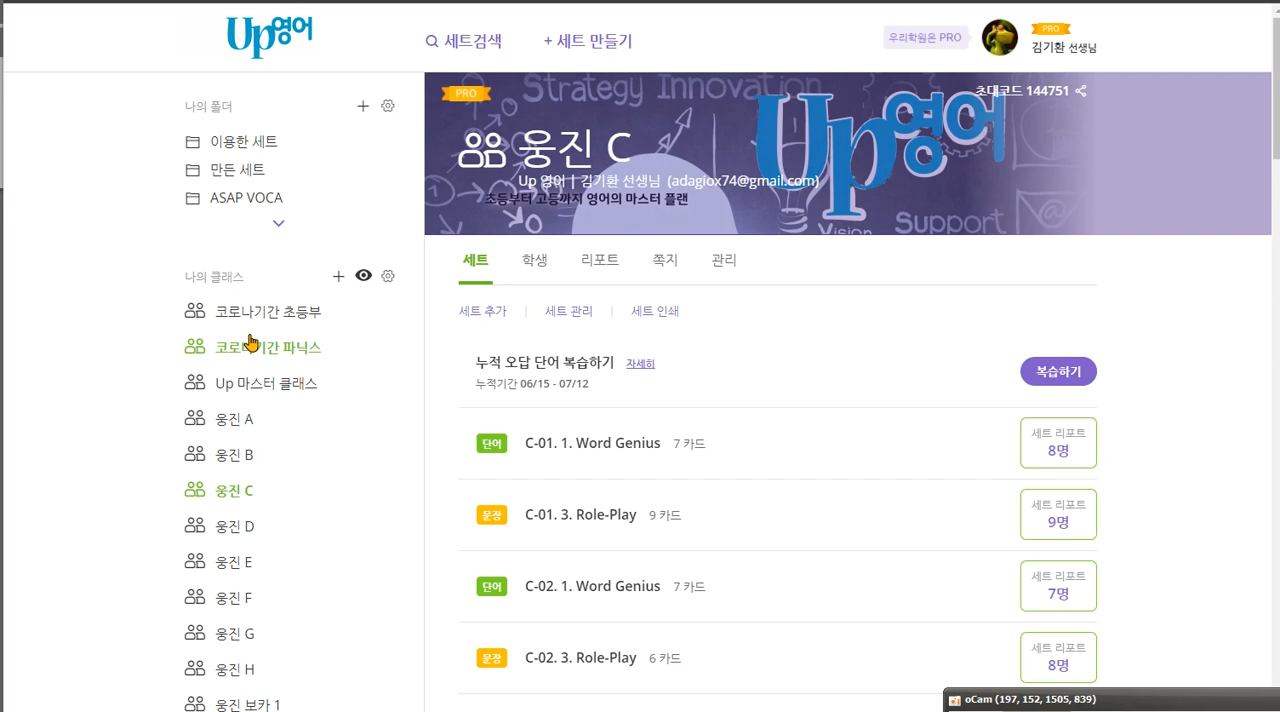 Up영어
세트검색
+ 세트 만들기
우리학원은 PRO
PRO
김기환 선생님
나의 폴더
이용한 세트
만든 세트
ASAP VOCA
나의 클래스
코로나기간 초등부
코로나기간 파닉스
Up 마스터 클래스
웅진 A
웅진 B
웅진 C
웅진 D
웅진 E
웅진 F
웅진 G
웅진 H
웅진 보카 1
PRO
Strategy Innovation
초대코드 144751
웅진 C
Up영어
Up 영어 | 김기환 선생님 (adagiox74@gmail.com)
초등부터 고등까지 영어의 마스터 플랜
Vision
Support
세트
학생
리포트
쪽지
관리
세트 추가
세트 관리
세트 인쇄
누적 오답 단어 복습하기 자세히
누적기간 06/15 - 07/12
복습하기
단어 C-01. 1. Word Genius 7 카드
세트 리포트
8명
문장 C-01. 3. Role-Play 9 카드
세트 리포트
9명
단어 C-02. 1. Word Genius 7 카드
세트 리포트
7명
문장 C-02. 3. Role-Play 6 카드
세트 리포트
8명
oCam (197, 152, 1505, 839)